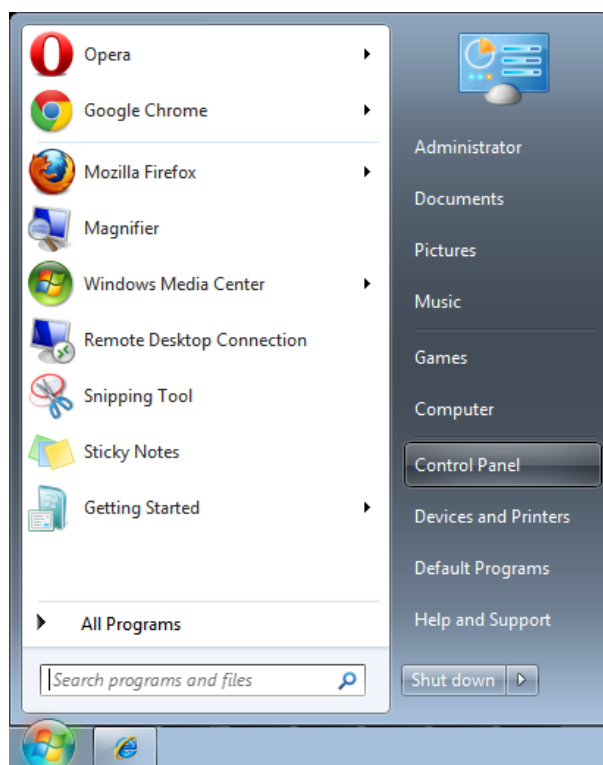 Opera
Google Chrome
Mozilla Firefox
Magnifier
Windows Media Center
Remote Desktop Connection
Snipping Tool
Sticky Notes
Getting Started
All Programs
Search programs and files
Administrator
Documents
Pictures
Music
Games
Computer
Control Panel
Devices and Printers
Default Programs
Help and Support
Shut down